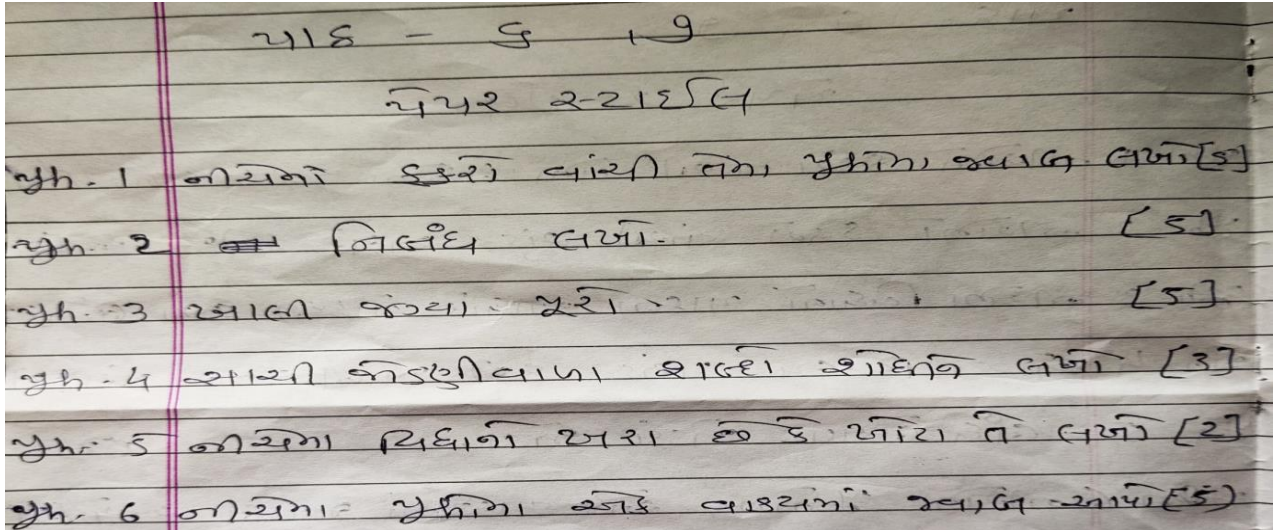 પાઠ - ૬ , ૭
પેપર સ્ટાઈલ
પ્રશ્ન. 1 નીચેનો ફકરો વાંચી તેના પ્રશ્નોના જવાબ લખો [5]
પ્રશ્ન. 2 નિબંધ લખો. [5]
પ્રશ્ન. 3 ખાલી જગ્યા પૂરો. [5]
પ્રશ્ન. 4 સાચી જોડણીવાળા શબ્દો શોધીને લખો [3]
પ્રશ્ન. 5 નીચેના વિધાનો ખરા છે કે ખોટા તે લખો [2]
પ્રશ્ન. 6 નીચેના પ્રશ્નોના એક વાક્યમાં જવાબ આપો [5]